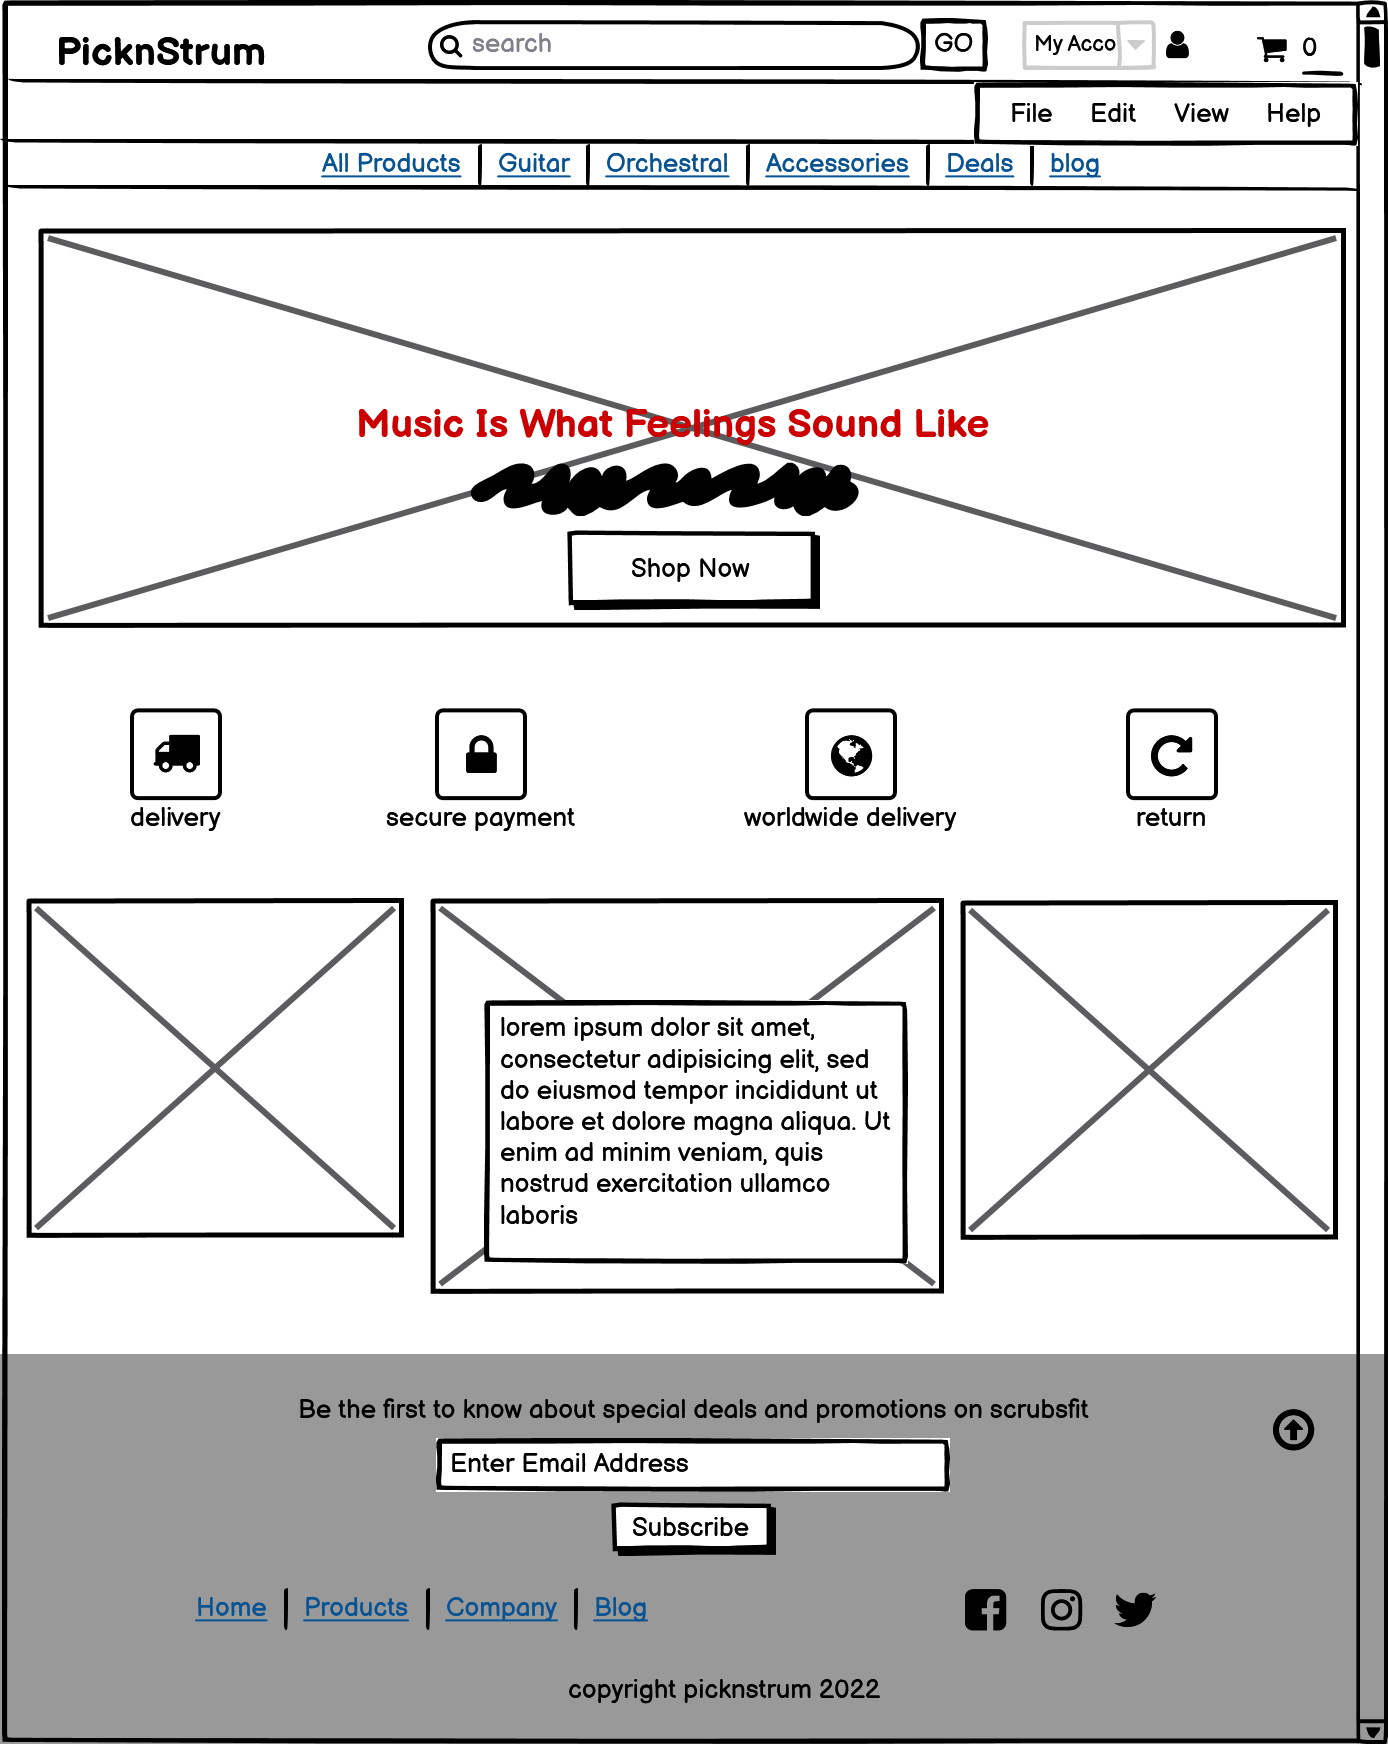 PicknStrum
search
GO
My Acco
0
File Edit View Help
All Products Guitar Orchestral Accessories Deals blog
Music Is What Feelings Sound Like
Shop Now
delivery secure payment worldwide delivery return
lorem ipsum dolor sit amet,
consectetur adipisicing elit, sed
do eiusmod tempor incididunt ut
labore et dolore magna aliqua. Ut
enim ad minim veniam, quis
nostrud exercitation ullamco
laboris
Be the first to know about special deals and promotions on scrubsfit
Enter Email Address
Subscribe
Home Products Company Blog
copyright picknstrum 2022